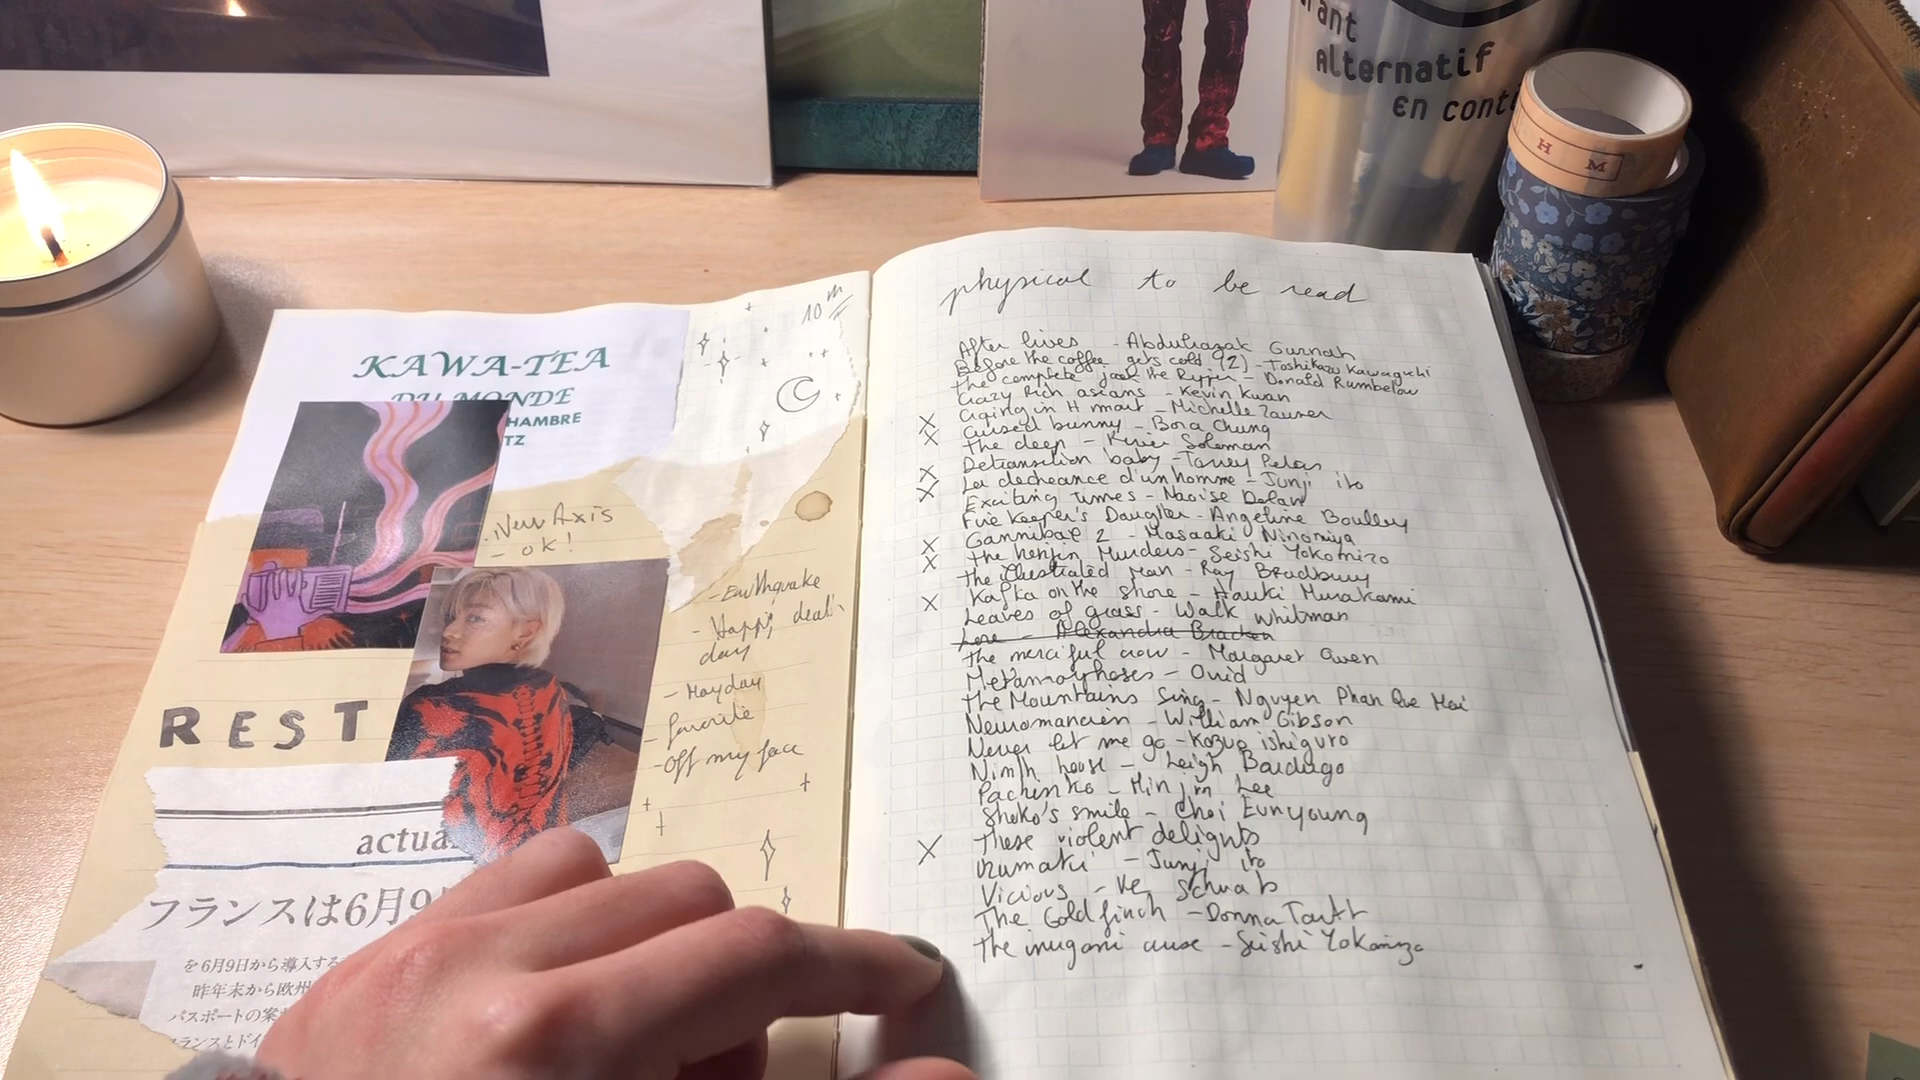 KAWA-TEA
DU MONDE
HAMBRE
TZ
10
New Axis
- ok!
- Earthquake
- Happy death
day
- Mayday
- favorite
- Off my face
REST
actua
フランスは6月9
を6月9日から導入する
昨年末から欧州
パスポートの案
フランスとドイ
physical to be read
After lives - Abdulrazak Gurnah
Before the coffee gets cold (2) - Toshikazu Kawaguchi
the complete jack the Ripper - Donald Rumbelow
Crazy Rich asians - Kevin Kwan
X Crying in H mart - Michelle Zauner
X Cursed bunny - Bora Chung
the deep - River Solomon
X Detransition baby - Torrey Peters
X La decheance d'un homme - Junji ito
Exciting times - Naoise Dolan
Fire keeper's Daughter - Angeline Boulley
X Gannibal 2 - Masaaki Ninomiya
X the honjin Murders - Seishi Yokomizo
the illustrated man - Ray Bradbury
X Kafka on the shore - Hauki Murakami
Leaves of grass - Walk whitman
Lore - Alexandra Bracken
the merciful crow - Margaret Owen
Metamorphoses - Ovid
the Mountains Sing - Nguyen Phan Que Mai
Neuromancien - William Gibson
Never let me go - Kazuo ishiguro
Ninth house - Leigh Bardugo
Pachinko - Min jin Lee
Shoko's smile - Choi Eunyoung
X these violent delights
uzumaki - Junji ito
Vicious - Ve Schwab
The Goldfinch - Donna Tartt
the inugami curse - Seishi Yokomizo
rant
Alternatif
en cont
H M